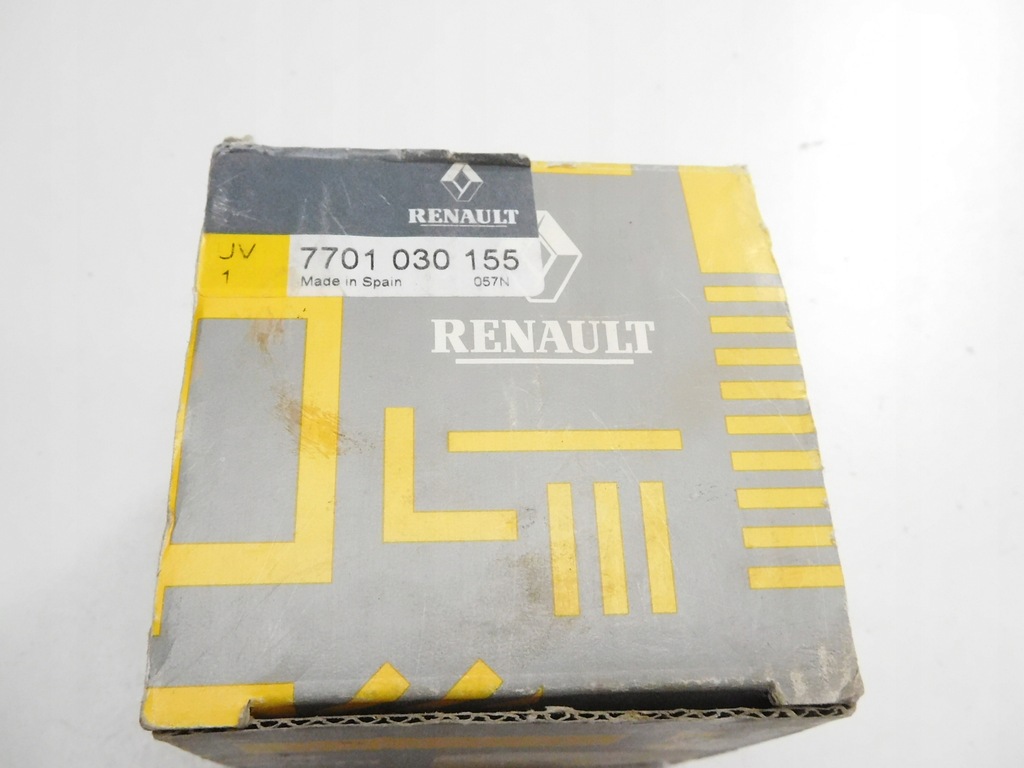 RENAULT
JV 7701 030 155
1 Made in Spain 057N
RENAULT